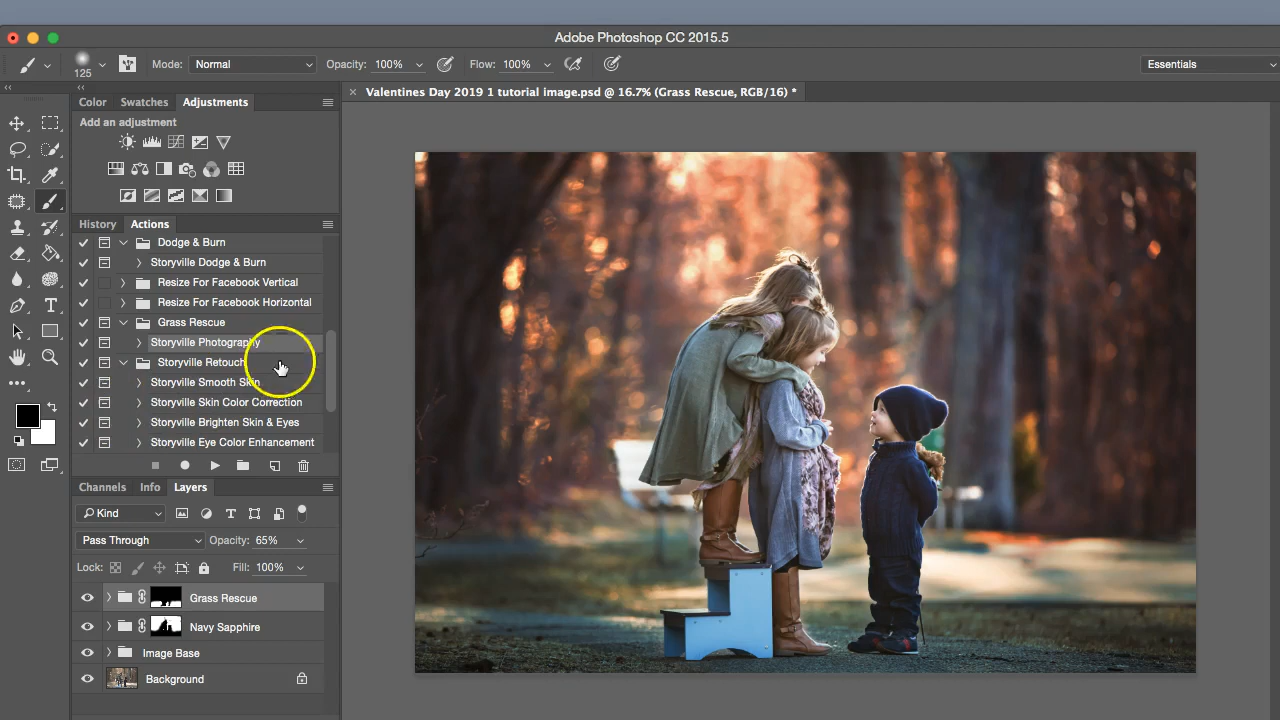 Adobe Photoshop CC 2015.5
125
Mode: Normal Opacity: 100% Flow: 100% Essentials
Color Swatches Adjustments
Valentines Day 2019 1 tutorial image.psd @ 16.7% (Grass Rescue, RGB/16) *
Add an adjustment
History Actions
Dodge & Burn
Storyville Dodge & Burn
Resize For Facebook Vertical
Resize For Facebook Horizontal
Grass Rescue
Storyville Photography
Storyville Retouch
Storyville Smooth Skin
Storyville Skin Color Correction
Storyville Brighten Skin & Eyes
Storyville Eye Color Enhancement
Channels Info Layers
Kind
Pass Through Opacity: 65%
Lock: Fill: 100%
Grass Rescue
Navy Sapphire
Image Base
Background